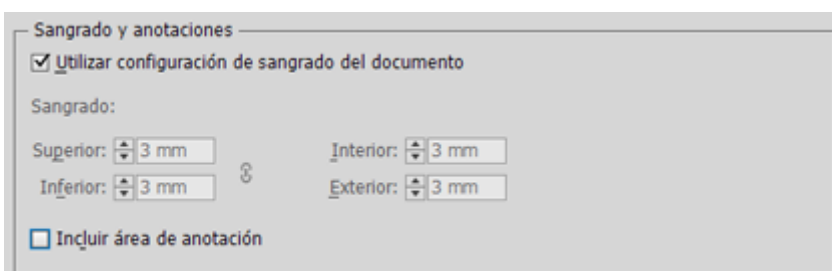 Sangrado y anotaciones
Utilizar configuración de sangrado del documento
Sangrado:
Superior: 3 mm Interior: 3 mm
Inferior: 3 mm Exterior: 3 mm
Incluir área de anotación